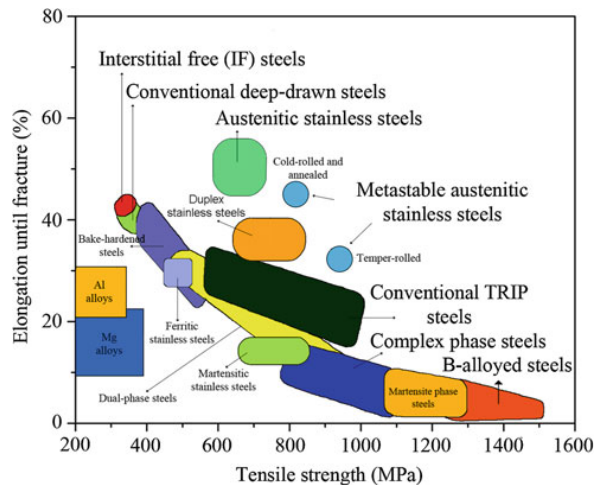 80
60
40
20
0
Elongation until fracture (%)
Interstitial free (IF) steels
Conventional deep-drawn steels
Austenitic stainless steels
Cold-rolled and
annealed
Metastable austenitic
stainless steels
Duplex
stainless steels
Bake-hardened
steels
Temper-rolled
Al
alloys
Mg
alloys
Ferritic
stainless steels
Conventional TRIP
steels
Complex phase steels
B-alloyed steels
Martensitic
stainless steels
Dual-phase steels
Martensite phase
steels
200 400 600 800 1000 1200 1400 1600
Tensile strength (MPa)